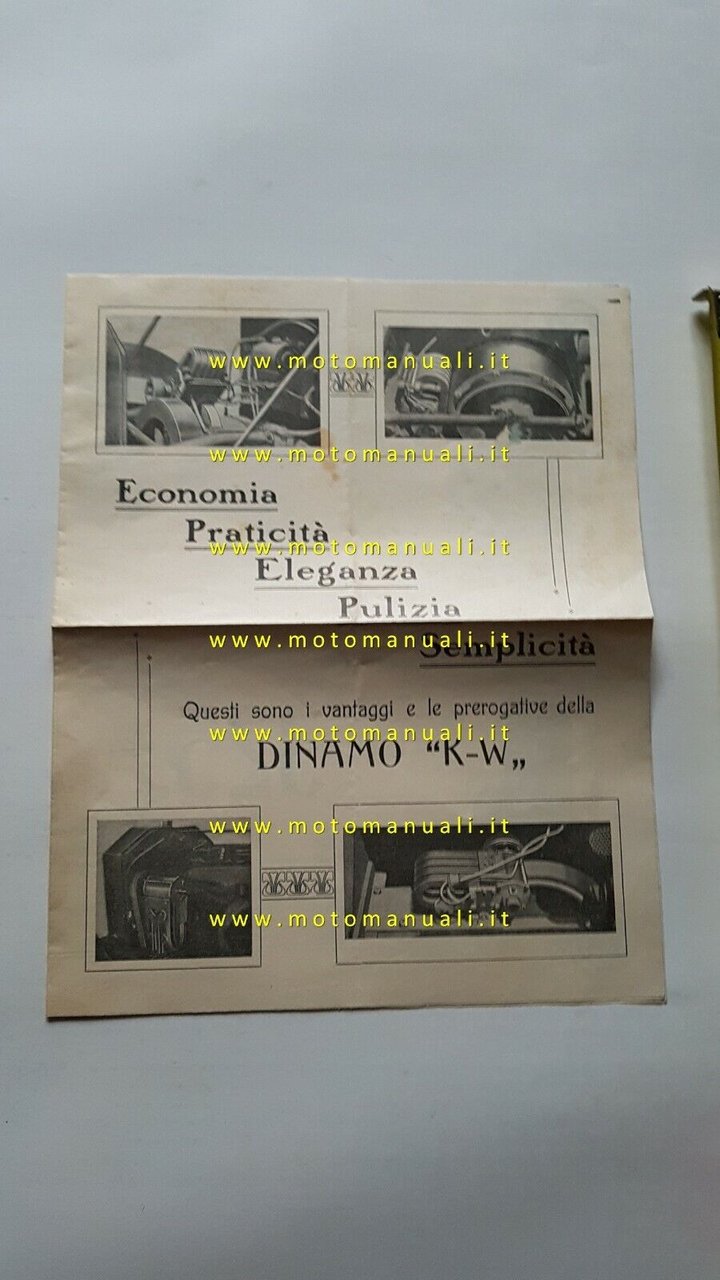 www.motomanuali.it
www.motomanuali.it
Economia
Praticità
www.motomanuali.it
Eleganza
Pulizia
www.motomanuali.it
Semplicità
Questi sono i vantaggi e le prerogative della
www.motomanuali.it
DINAMO "K-W„
www.motomanuali.it
www.motomanuali.it